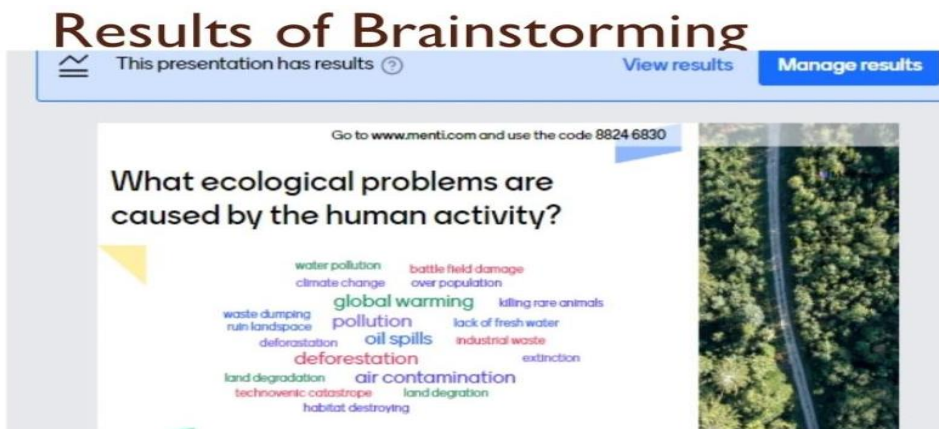 Results of Brainstorming
This presentation has results ?
View results
Manage results
Go to www.menti.com and use the code 8824 6830
What ecological problems are
caused by the human activity?
water pollution battle field damage
climate change over population
global warming killing rare animals
waste dumping
ruin landspace pollution lack of fresh water
deforastation oil spills industrial waste
deforestation extinction
land degradation air contamination
technovenic catastrope land degration
habitat destroying